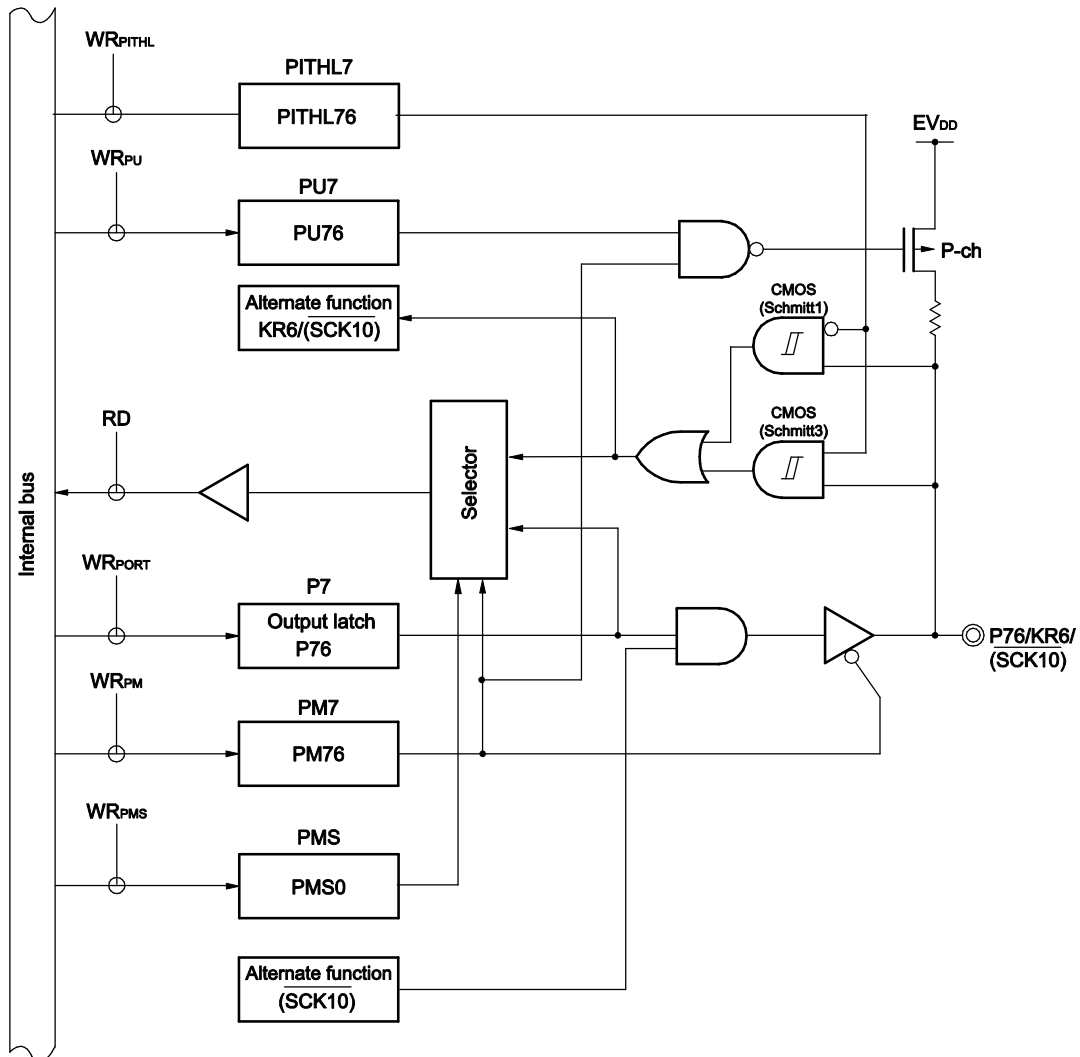 WRPITHL
PITHL7
PITHL76
EVDD
WRPU
PU7
PU76
P-ch
Alternate function
KR6/(SCK10)
CMOS
(Schmitt1)
RD
Selector
CMOS
(Schmitt3)
Internal bus
WRPORT
P7
Output latch
P76
P76/KR6/
(SCK10)
WRPM
PM7
PM76
WRPMS
PMS
PMS0
Alternate function
(SCK10)